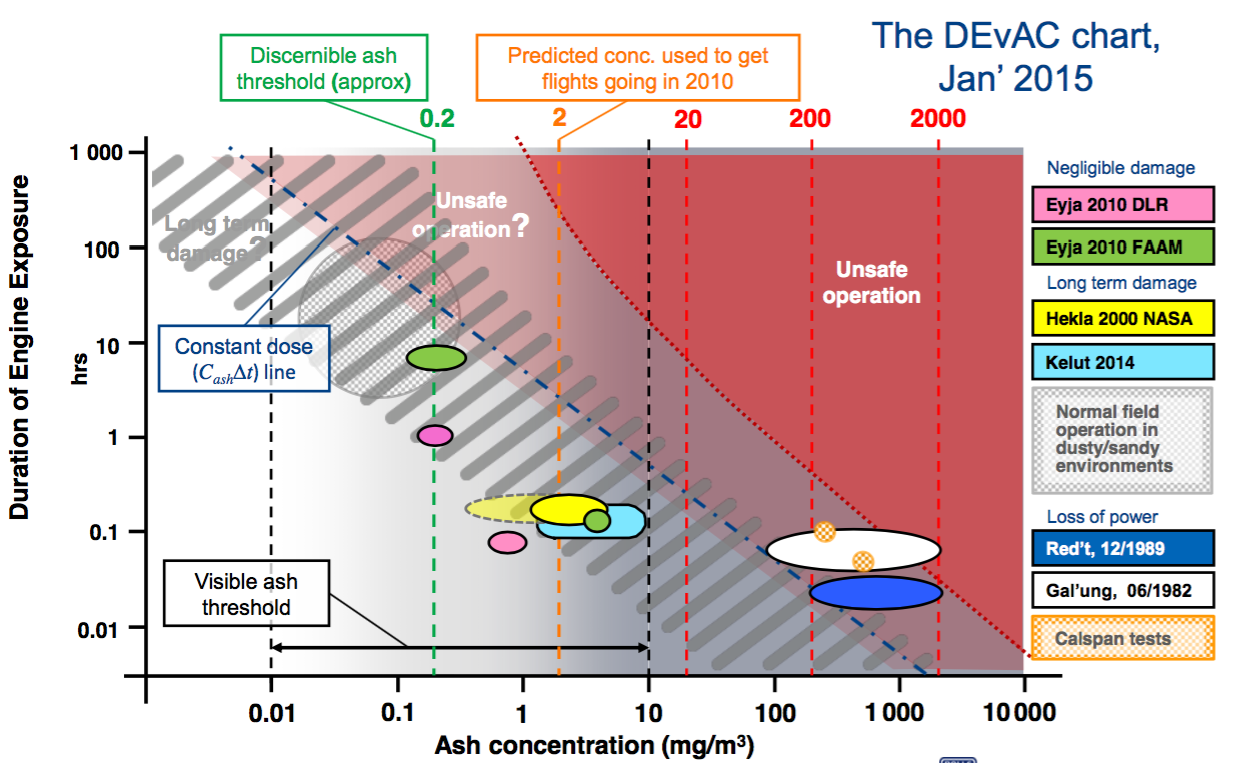 The DEvAC chart,
Jan’ 2015
Discernible ash
threshold (approx)
Predicted conc. used to get
flights going in 2010
0.2
2
20
200
2000
Duration of Engine Exposure
hrs
1 000
100
10
1
0.1
0.01
Long term
damage?
Unsafe
operation?
Unsafe
operation
Constant dose
(CashΔt) line
Visible ash
threshold
0.01
0.1
1
10
100
1 000
10 000
Ash concentration (mg/m³)
Negligible damage
Eyja 2010 DLR
Eyja 2010 FAAM
Long term damage
Hekla 2000 NASA
Kelut 2014
Normal field
operation in
dusty/sandy
environments
Loss of power
Red’t, 12/1989
Gal’ung, 06/1982
Calspan tests